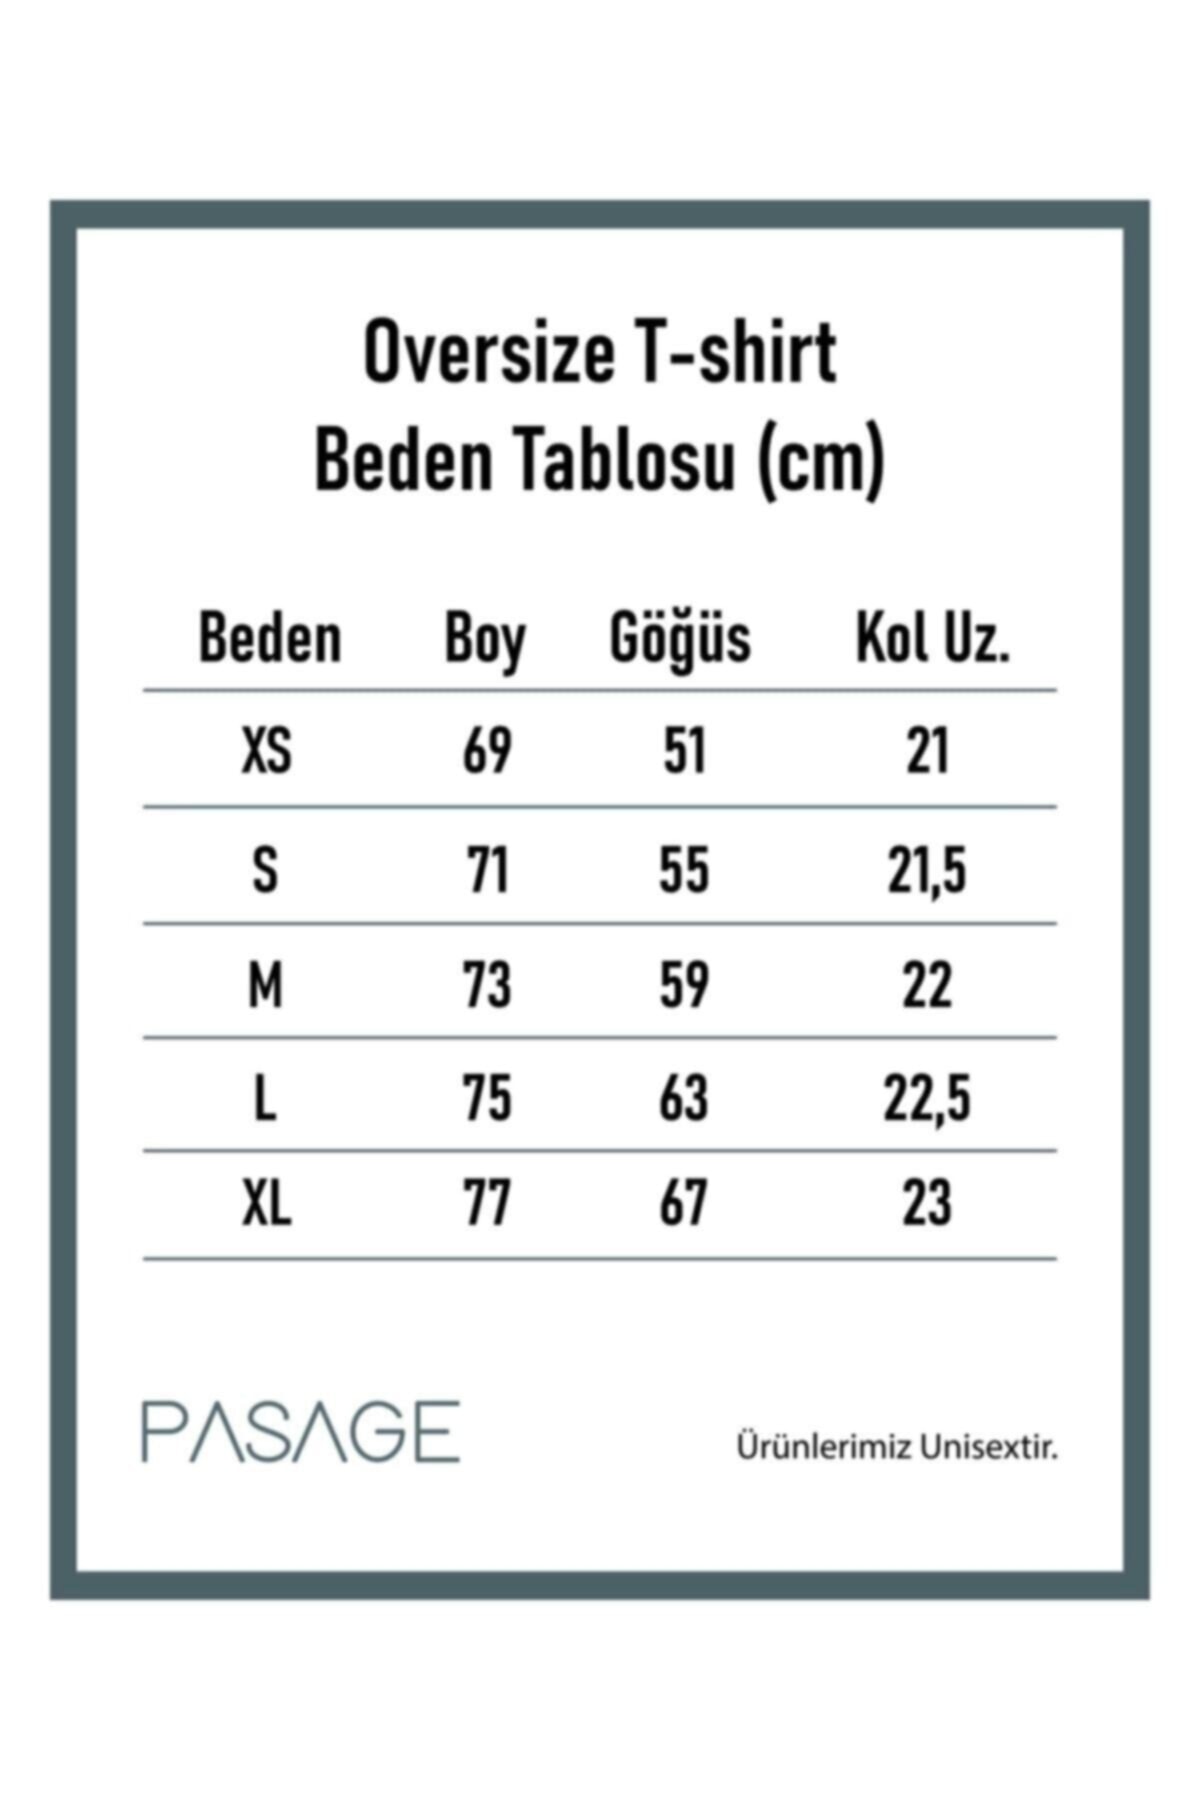 Oversize T-shirt
Beden Tablosu (cm)
Beden Boy Göğüs Kol Uz.
XS 69 51 21
S 71 55 21,5
M 73 59 22
L 75 63 22,5
XL 77 67 23
PASAGE
Ürünlerimiz Unisextir.